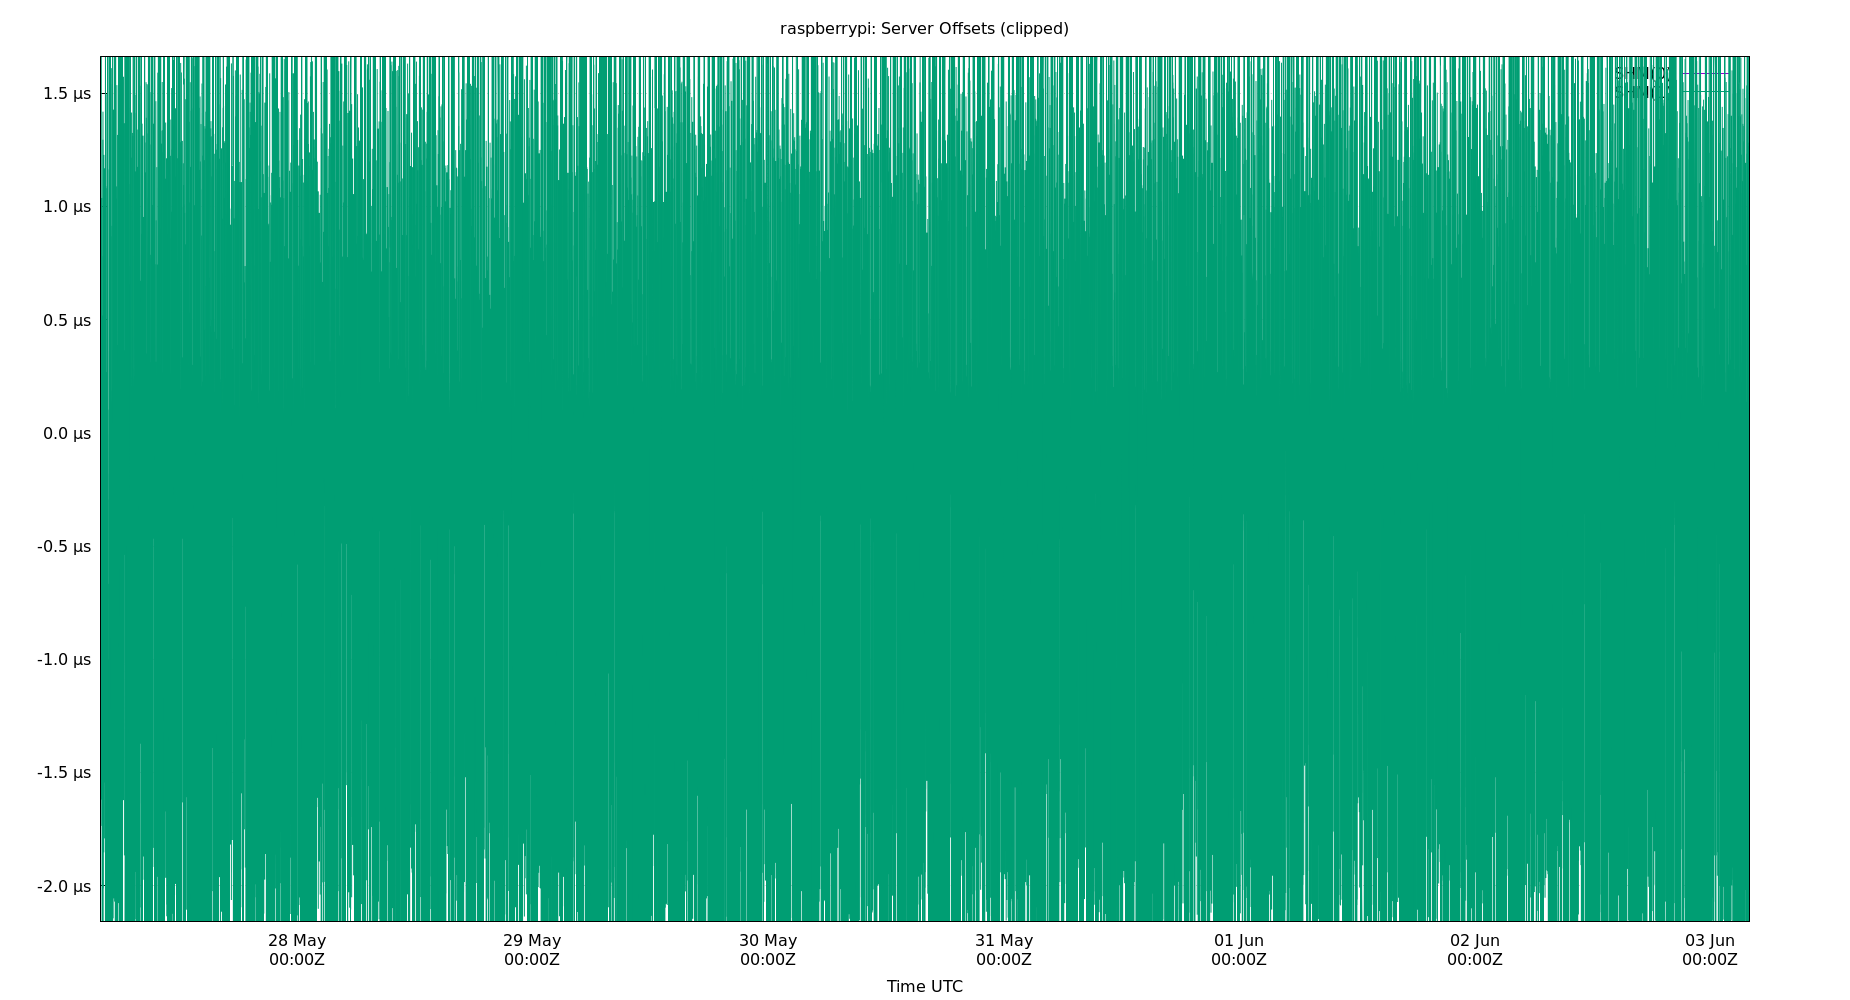 raspberrypi: Server Offsets (clipped)
SHM(0)
1.5 µs
1.0 µs
0.5 µs
0.0 µs
-0.5 µs
-1.0 µs
-1.5 µs
-2.0 µs
28 May
00:00Z
29 May
00:00Z
30 May
00:00Z
31 May
00:00Z
01 Jun
00:00Z
02 Jun
00:00Z
03 Jun
00:00Z
Time UTC